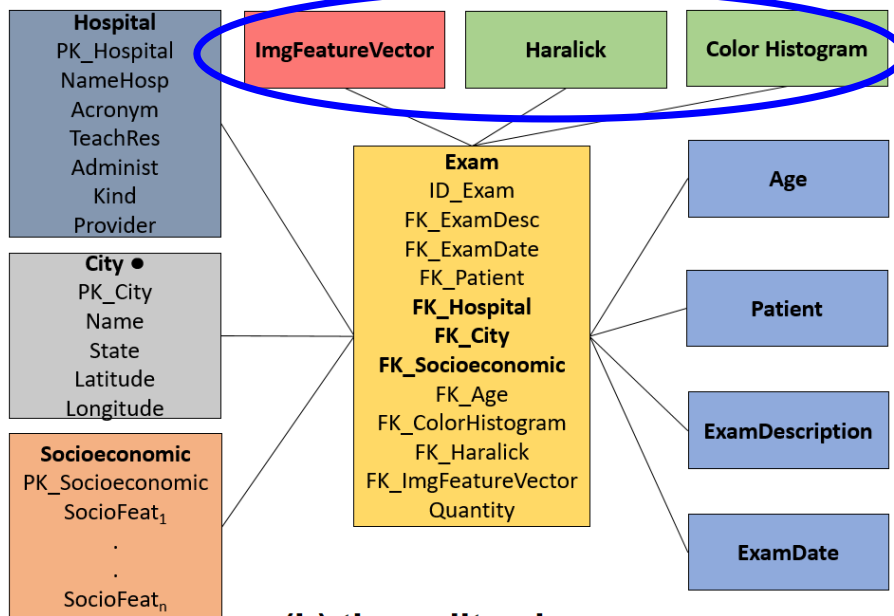 Hospital
PK_Hospital
NameHosp
Acronym
TeachRes
Administ
Kind
Provider
ImgFeatureVector
Haralick
Color Histogram
City ●
PK_City
Name
State
Latitude
Longitude
Socioeconomic
PK_Socioeconomic
SocioFeat₁
.
.
SocioFeatₙ
Exam
ID_Exam
FK_ExamDesc
FK_ExamDate
FK_Patient
FK_Hospital
FK_City
FK_Socioeconomic
FK_Age
FK_ColorHistogram
FK_Haralick
FK_ImgFeatureVector
Quantity
Age
Patient
ExamDescription
ExamDate